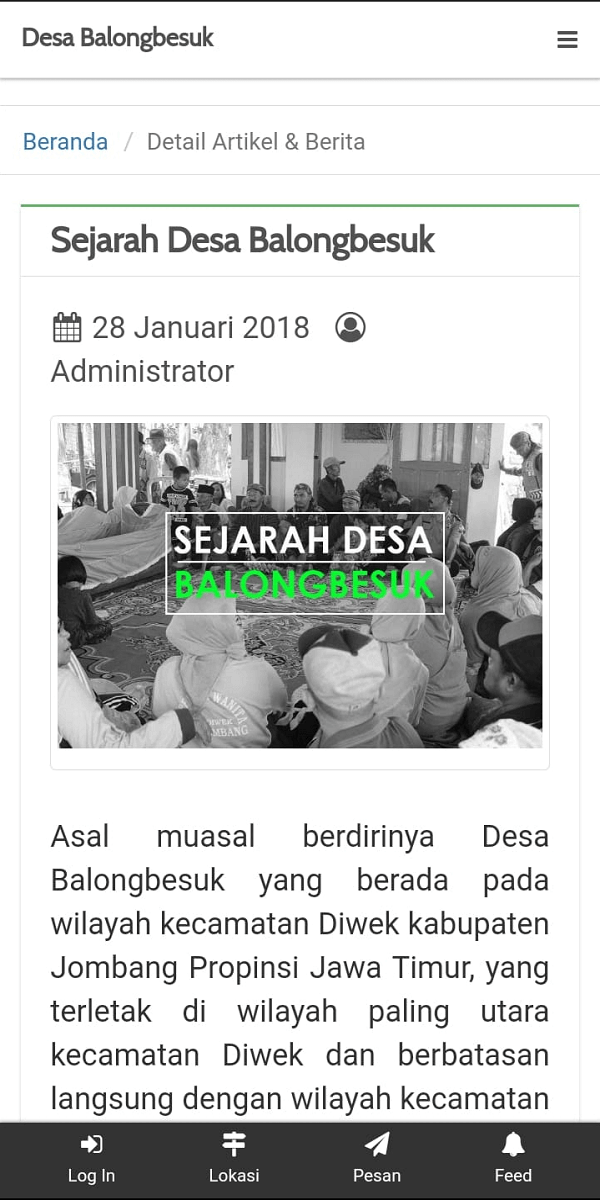 Desa Balongbesuk
Beranda / Detail Artikel & Berita
Sejarah Desa Balongbesuk
28 Januari 2018
Administrator
SEJARAH DESA
BALONGBESUK
WANITA
DIWEK
MBANG
Asal muasal berdirinya Desa
Balongbesuk yang berada pada
wilayah kecamatan Diwek kabupaten
Jombang Propinsi Jawa Timur, yang
terletak di wilayah paling utara
kecamatan Diwek dan berbatasan
langsung dengan wilayah kecamatan
Log In Lokasi Pesan Feed